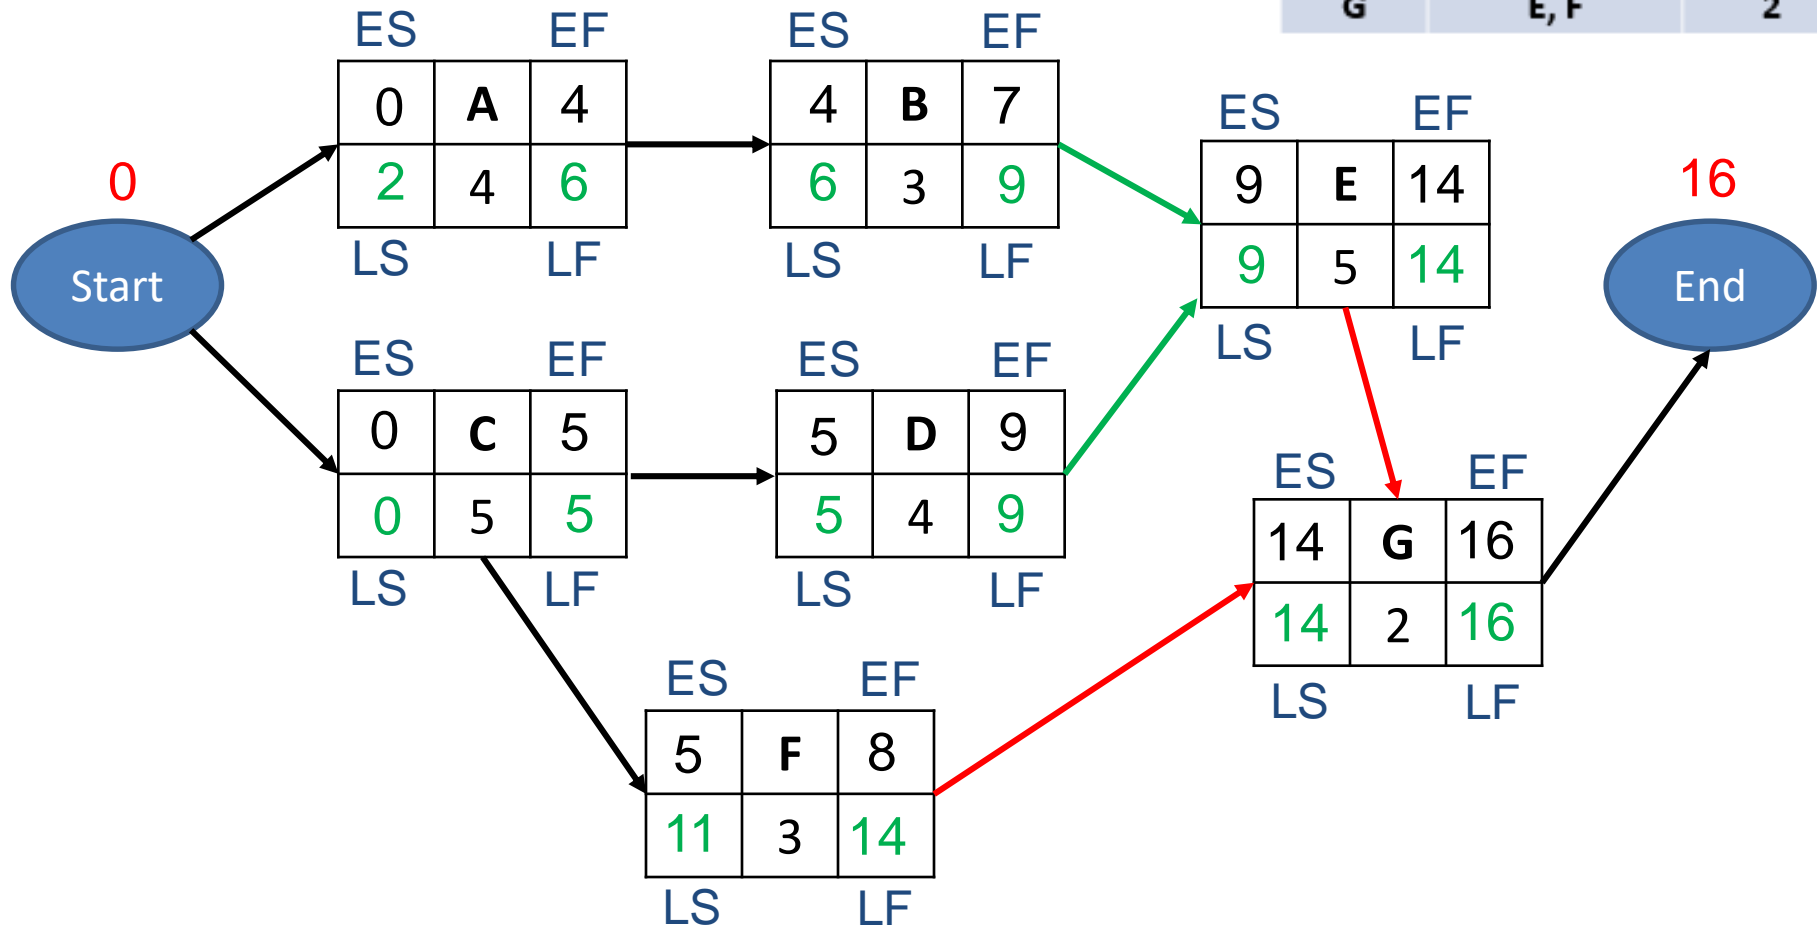 G E, F 2
ES EF ES EF
0 A 4 4 B 7
ES EF
0 2 4 6 6 3 9 9 E 14 16
LS LF LS LF 9 5 14
Start End
LS LF
ES EF ES EF
0 C 5 5 D 9
ES EF
0 5 5 5 4 9 14 G 16
LS LF LS LF
14 2 16
ES EF LS LF
5 F 8
11 3 14
LS LF